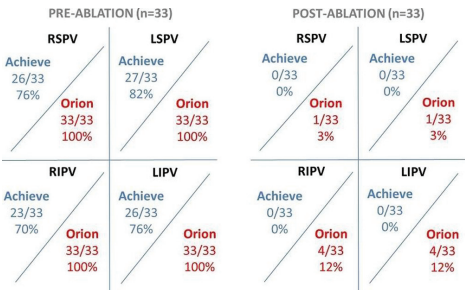 PRE-ABLATION (n=33)
RSPV
Achieve
26/33
76%
Orion
33/33
100%
LSPV
Achieve
27/33
82%
Orion
33/33
100%
RIPV
Achieve
23/33
70%
Orion
33/33
100%
LIPV
Achieve
26/33
76%
Orion
33/33
100%
POST-ABLATION (n=33)
RSPV
Achieve
0/33
0%
Orion
1/33
3%
LSPV
Achieve
0/33
0%
Orion
1/33
3%
RIPV
Achieve
0/33
0%
Orion
4/33
12%
LIPV
Achieve
0/33
0%
Orion
4/33
12%